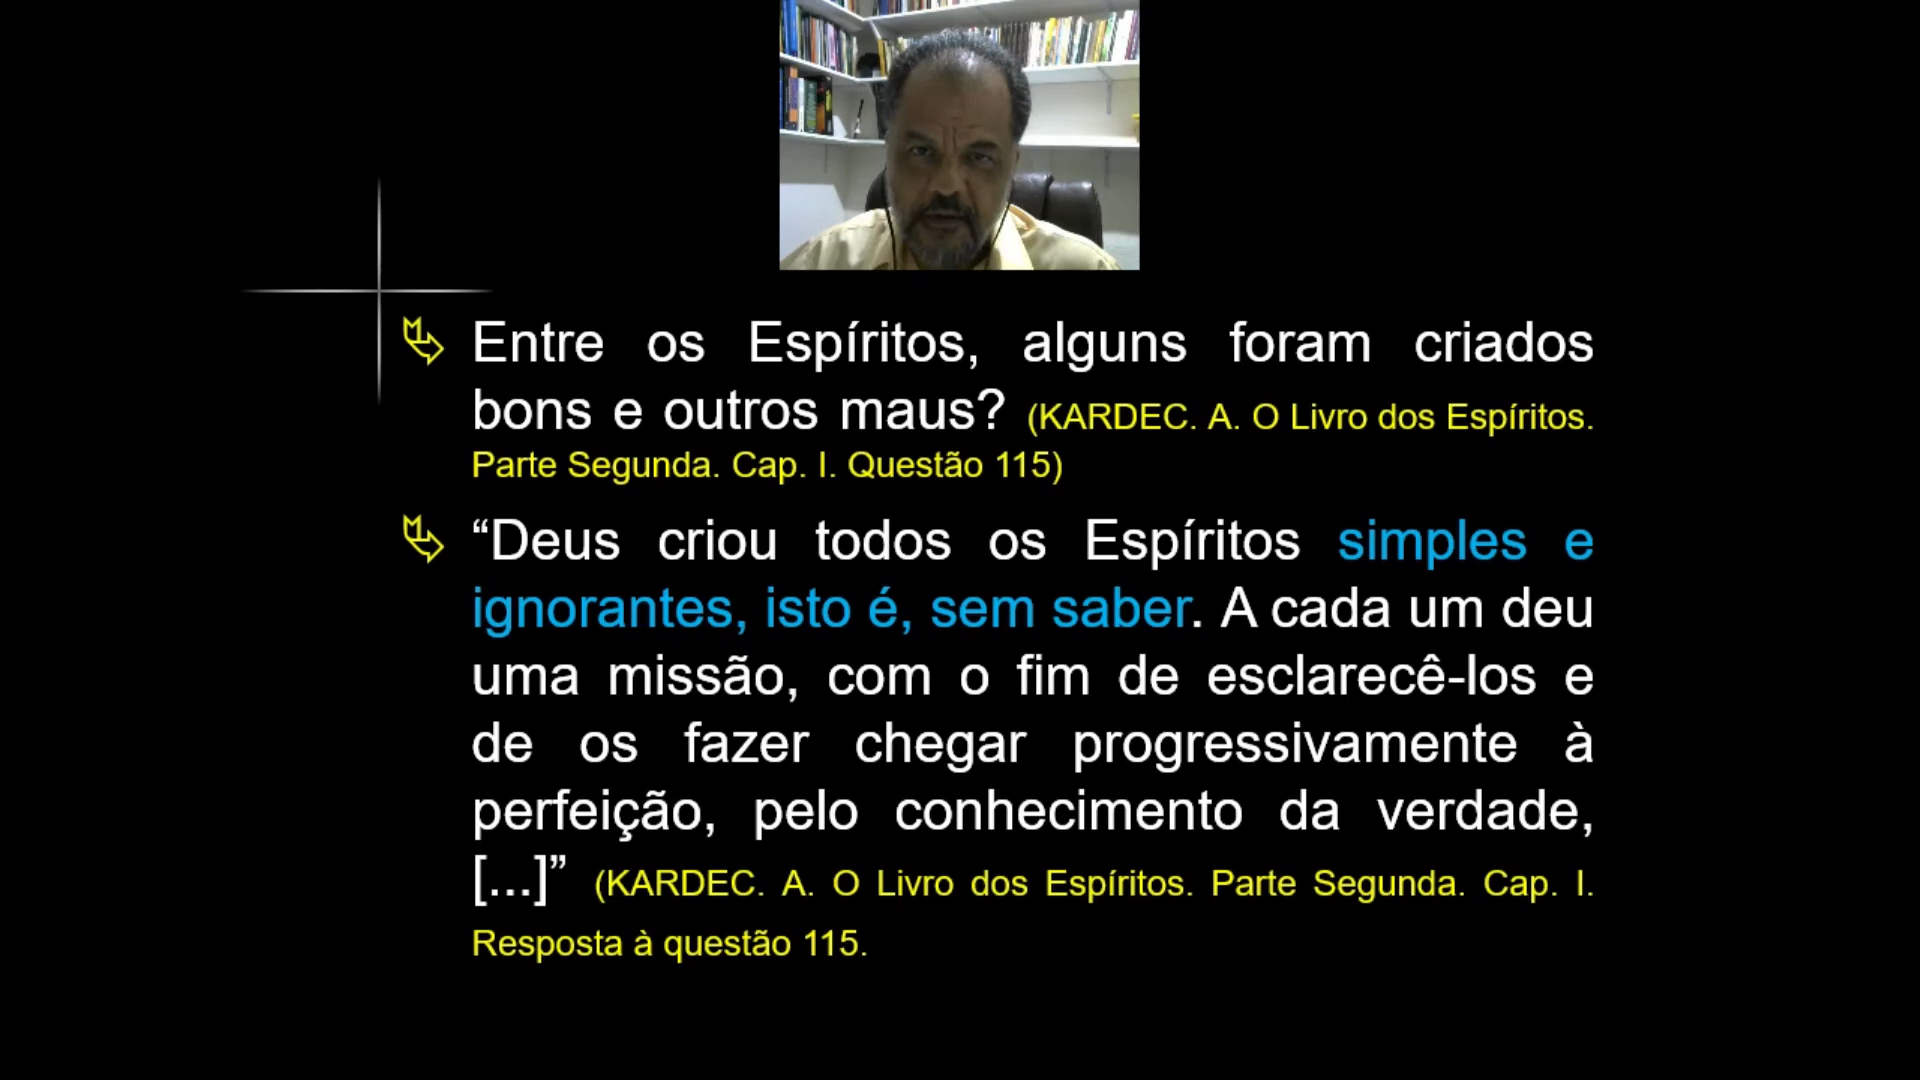 Entre os Espíritos, alguns foram criados
bons e outros maus? (KARDEC. A. O Livro dos Espíritos.
Parte Segunda. Cap. I. Questão 115)
“Deus criou todos os Espíritos simples e
ignorantes, isto é, sem saber. A cada um deu
uma missão, com o fim de esclarecê-los e
de os fazer chegar progressivamente à
perfeição, pelo conhecimento da verdade,
[...]” (KARDEC. A. O Livro dos Espíritos. Parte Segunda. Cap. I.
Resposta à questão 115.